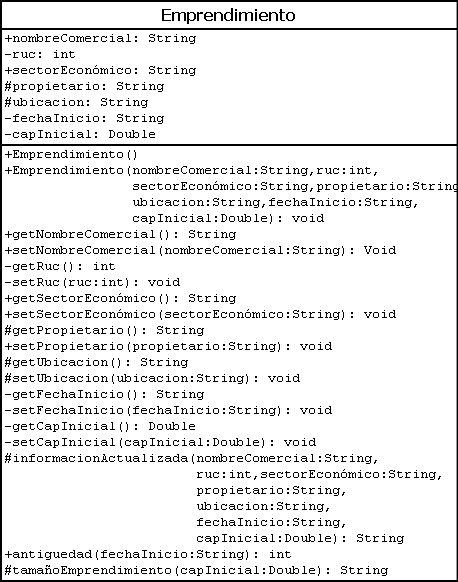 Emprendimiento
+nombreComercial: String
-ruc: int
+sectorEconómico: String
#propietario: String
#ubicacion: String
-fechaInicio: String
-capInicial: Double
+Emprendimiento()
+Emprendimiento(nombreComercial:String,ruc:int,
sectorEconómico:String,propietario:String
ubicacion:String,fechaInicio:String,
capInicial:Double): void
+getNombreComercial(): String
+setNombreComercial(nombreComercial:String): Void
-getRuc(): int
-setRuc(ruc:int): void
+getSectorEconómico(): String
+setSectorEconómico(sectorEconómico:String): void
#getPropietario(): String
+setPropietario(propietario:String): void
#getUbicacion(): String
#setUbicacion(ubicacion:String): void
-getFechaInicio(): String
-setFechaInicio(fechaInicio:String): void
-getCapInicial(): Double
-setCapInicial(capInicial:Double): void
#informacionActualizada(nombreComercial:String,
ruc:int,sectorEconómico:String,
propietario:String,
ubicacion:String,
fechaInicio:String,
capInicial:Double): String
+antiguedad(fechaInicio:String): int
#tamañoEmprendimiento(capInicial:Double): String